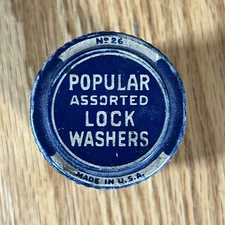 No 26
POPULAR
ASSORTED
LOCK
WASHERS
MADE IN U.S.A.